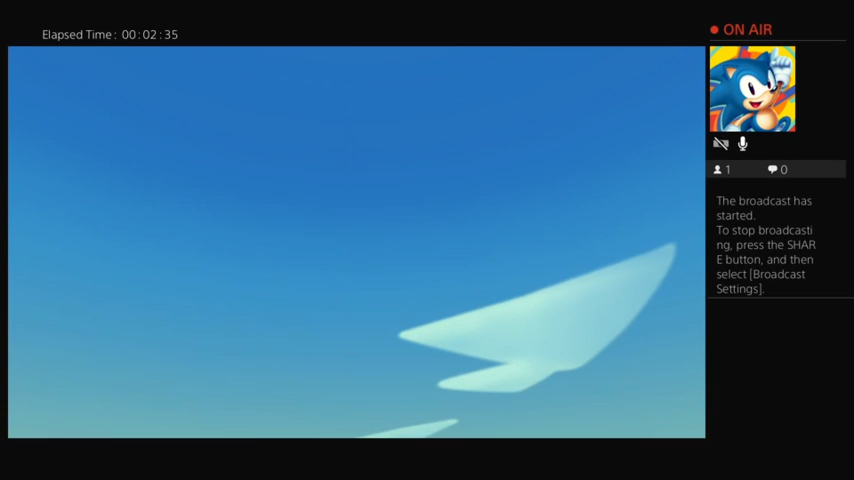 Elapsed Time: 00:02:35
ON AIR
1
0
The broadcast has
started.
To stop broadcasti
ng, press the SHAR
E button, and then
select [Broadcast
Settings].